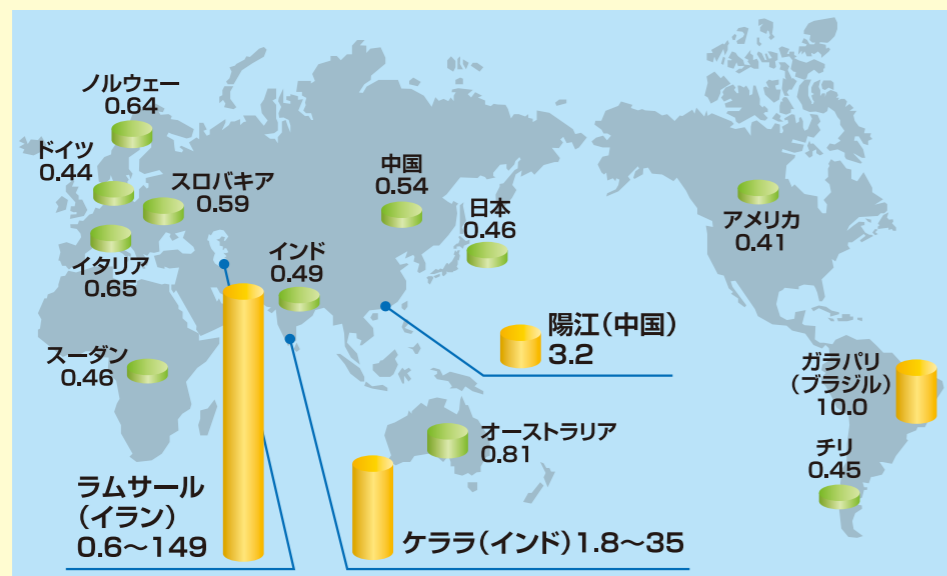 ノルウェー
0.64
ドイツ
0.44
スロバキア
0.59
イタリア
0.65
スーダン
0.46
インド
0.49
中国
0.54
日本
0.46
アメリカ
0.41
陽江（中国）
3.2
ガラパリ
（ブラジル）
10.0
オーストラリア
0.81
チリ
0.45
ラムサール
（イラン）
0.6～149
ケララ（インド）1.8～35